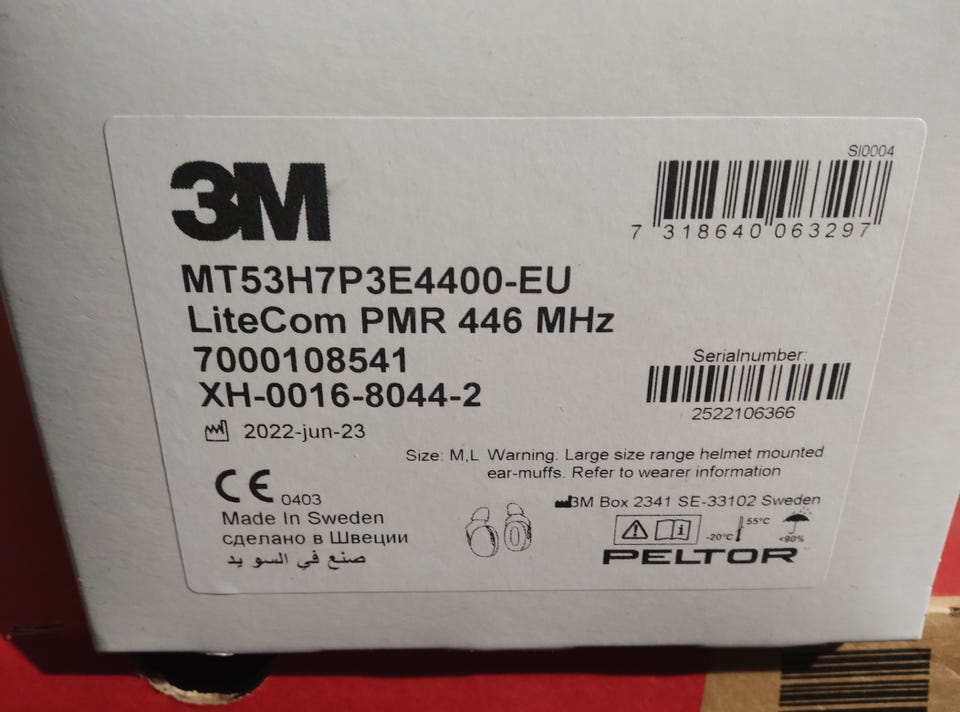 SI0004
3M
7 318640 063297
MT53H7P3E4400-EU
LiteCom PMR 446 MHz
7000108541
XH-0016-8044-2
Serialnumber:
2522106366
2022-jun-23
Size: M,L Warning: Large size range helmet mounted
ear-muffs. Refer to wearer information
CE 0403
3M Box 2341 SE-33102 Sweden
Made In Sweden
сделано в Швеции
صنع في السويد
-20°C 55°C <90%
PELTOR